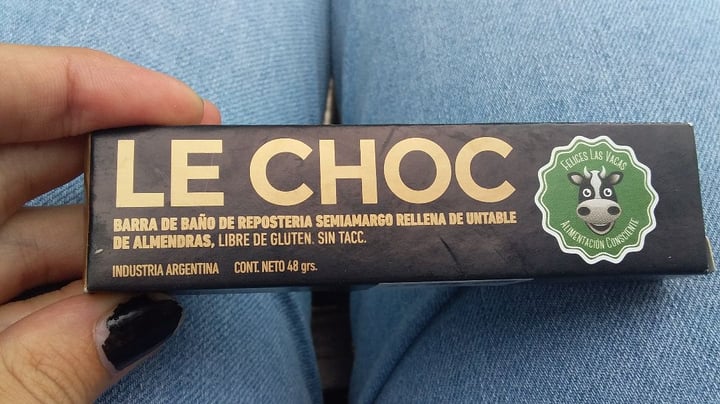 LE CHOC
BARRA DE BAÑO DE REPOSTERIA SEMIAMARGO RELLENA DE UNTABLE
DE ALMENDRAS, LIBRE DE GLUTEN. SIN TACC.
INDUSTRIA ARGENTINA CONT. NETO 48 grs.
FELICES LAS VACAS
ALIMENTACIÓN CONSCIENTE